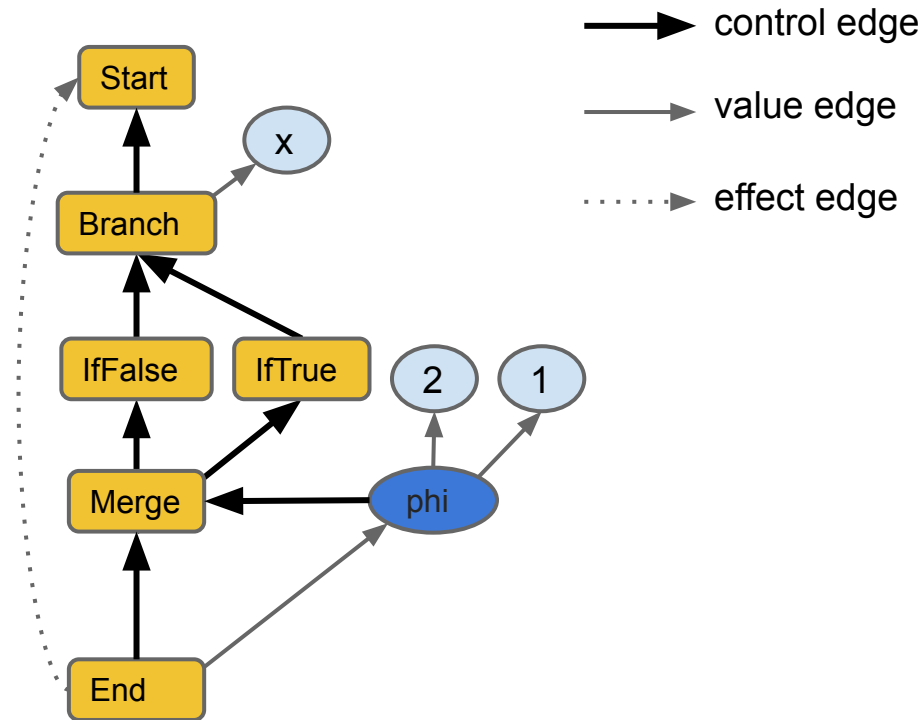 control edge
Start
value edge
x
effect edge
Branch
IfFalse
IfTrue
2
1
Merge
phi
End